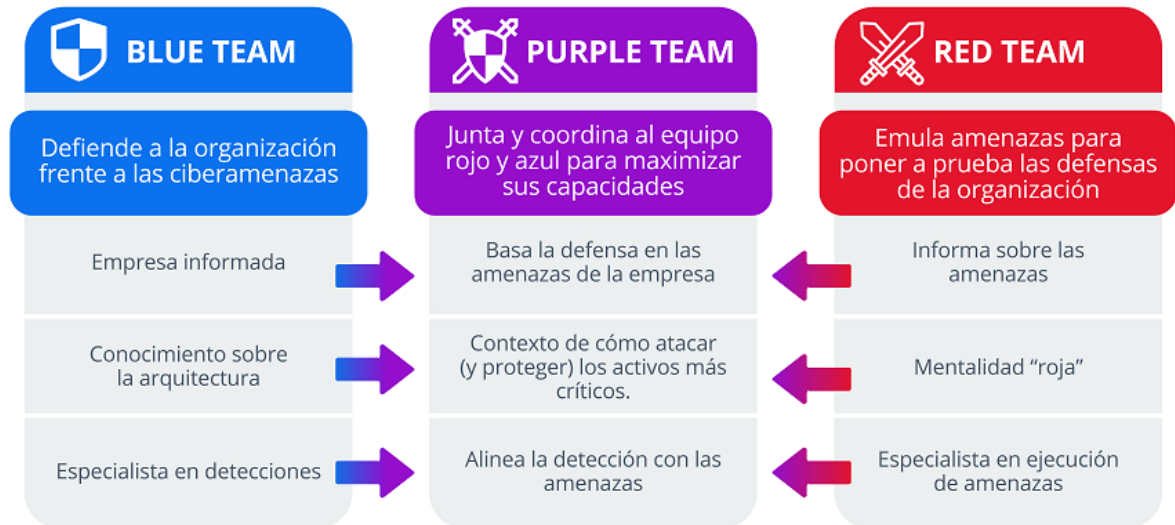 BLUE TEAM
Defiende a la organización
frente a las ciberamenazas
Empresa informada
Conocimiento sobre
la arquitectura
Especialista en detecciones
PURPLE TEAM
Junta y coordina al equipo
rojo y azul para maximizar
sus capacidades
Basa la defensa en las
amenazas de la empresa
Contexto de cómo atacar
(y proteger) los activos más
críticos.
Alinea la detección con las
amenazas
RED TEAM
Emula amenazas para
poner a prueba las defensas
de la organización
Informa sobre las
amenazas
Mentalidad “roja”
Especialista en ejecución
de amenazas